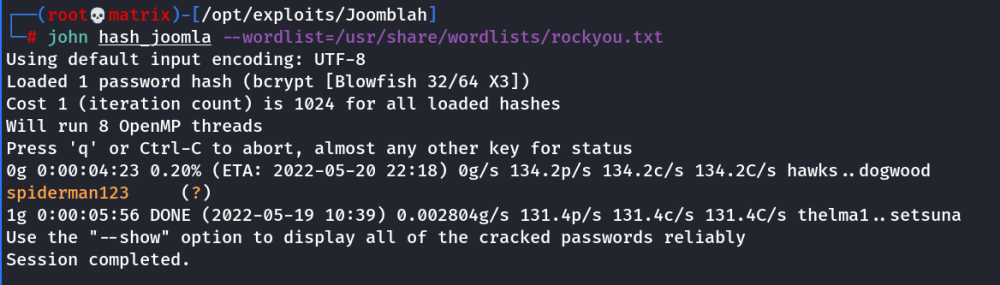 ┌──(root💀matrix)-[/opt/exploits/Joomblah]
└─# john hash_joomla --wordlist=/usr/share/wordlists/rockyou.txt
Using default input encoding: UTF-8
Loaded 1 password hash (bcrypt [Blowfish 32/64 X3])
Cost 1 (iteration count) is 1024 for all loaded hashes
Will run 8 OpenMP threads
Press 'q' or Ctrl-C to abort, almost any other key for status
0g 0:00:04:23 0.20% (ETA: 2022-05-20 22:18) 0g/s 134.2p/s 134.2c/s 134.2C/s hawks..dogwood
spiderman123     (?)
1g 0:00:05:56 DONE (2022-05-19 10:39) 0.002804g/s 131.4p/s 131.4c/s 131.4C/s thelma1..setsuna
Use the "--show" option to display all of the cracked passwords reliably
Session completed.